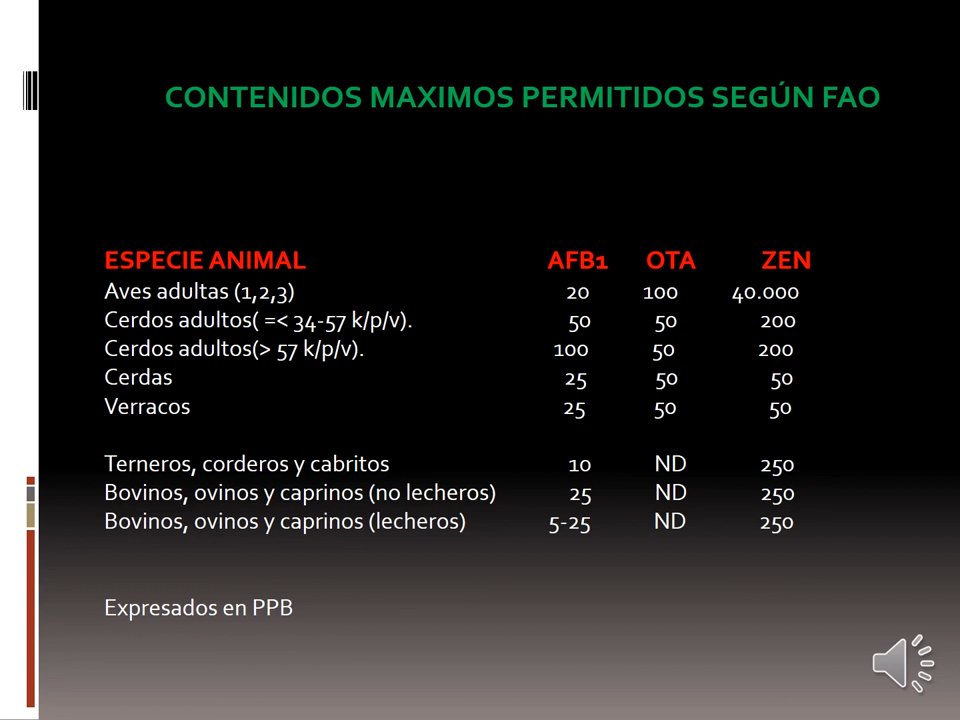 CONTENIDOS MAXIMOS PERMITIDOS SEGÚN FAO
ESPECIE ANIMAL AFB1 OTA ZEN
Aves adultas (1,2,3) 20 100 40.000
Cerdos adultos( =< 34-57 k/p/v). 50 50 200
Cerdos adultos(> 57 k/p/v). 100 50 200
Cerdas 25 50 50
Verracos 25 50 50
Terneros, corderos y cabritos 10 ND 250
Bovinos, ovinos y caprinos (no lecheros) 25 ND 250
Bovinos, ovinos y caprinos (lecheros) 5-25 ND 250
Expresados en PPB